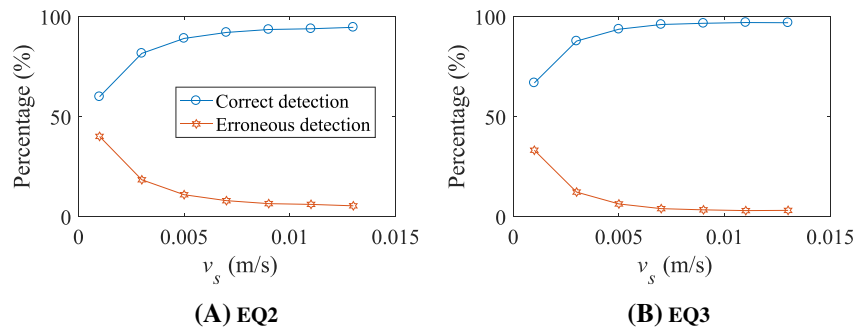 100
50
0
Percentage (%)
0
0.005
0.01
0.015
v_s (m/s)
Correct detection
Erroneous detection
(A) EQ2
100
50
0
Percentage (%)
0
0.005
0.01
0.015
v_s (m/s)
(B) EQ3